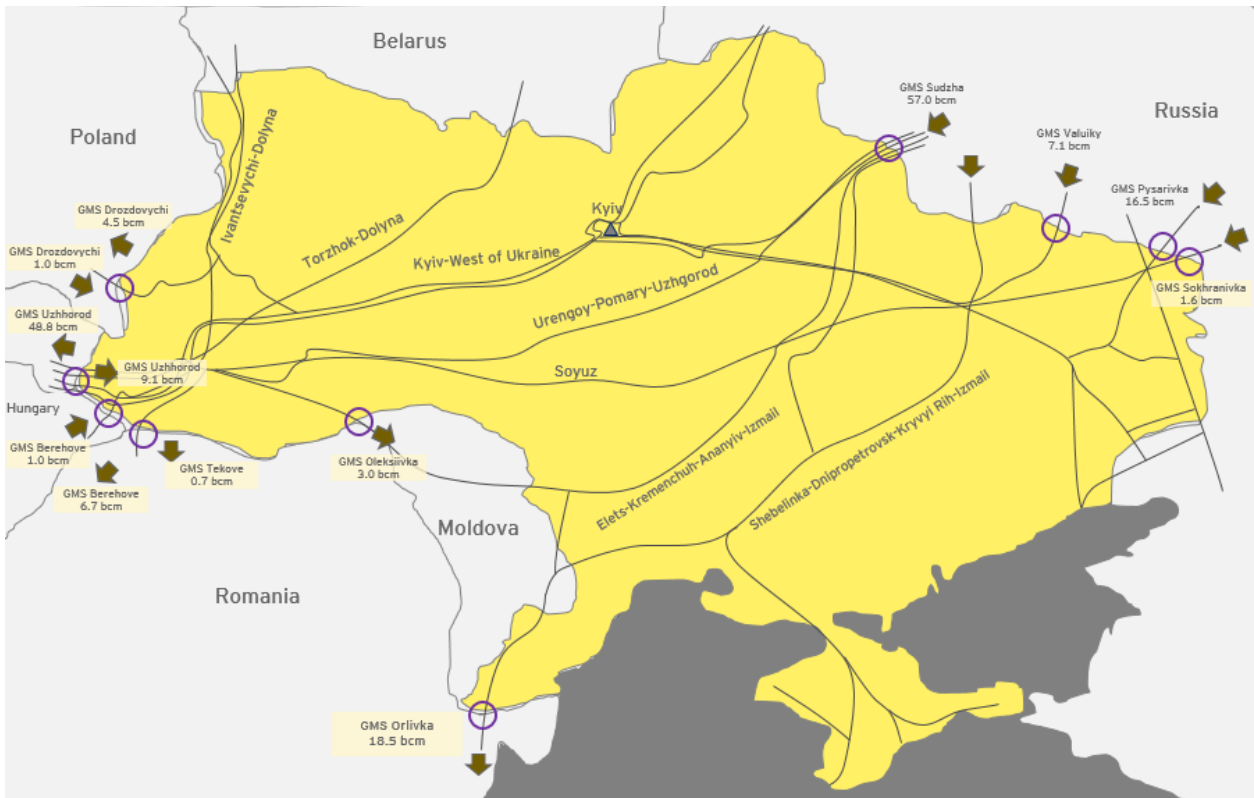 Belarus
GMS Sudzha
57.0 bcm
Russia
Poland
GMS Valuiky
7.1 bcm
Ivantsevychi-Dolyna
GMS Pysarivka
16.5 bcm
GMS Drozdovychi
4.5 bcm
Kyiv
Torzhok-Dolyna
GMS Drozdovychi
1.0 bcm
Kyiv-West of Ukraine
GMS Sokhranivka
1.6 bcm
Urengoy-Pomary-Uzhgorod
GMS Uzhhorod
48.8 bcm
GMS Uzhhorod
9.1 bcm
Soyuz
Hungary
GMS Berehove
1.0 bcm
GMS Tekove
0.7 bcm
GMS Oleksiivka
3.0 bcm
Elets-Kremenchuh-Ananyiv-Izmail
Shebelinka-Dnipropetrovsk-Kryvyi Rih-Izmail
GMS Berehove
6.7 bcm
Moldova
Romania
GMS Orlivka
18.5 bcm